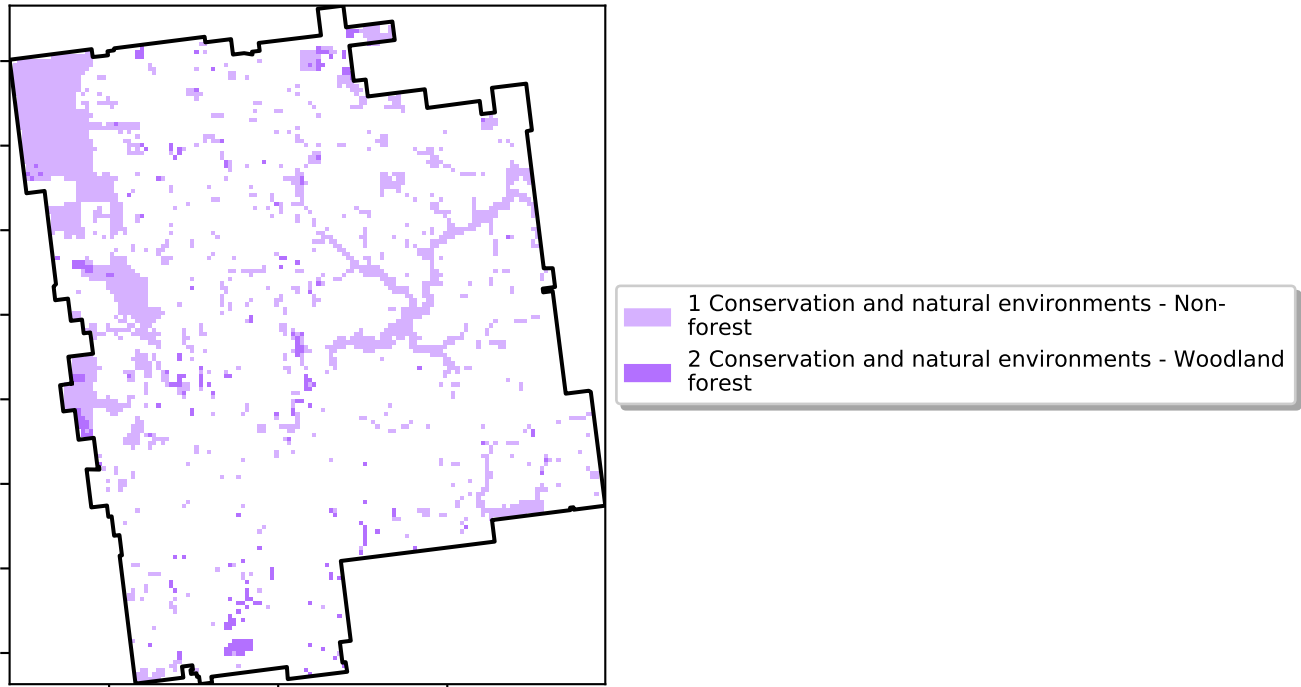 1 Conservation and natural environments - Non-
forest
2 Conservation and natural environments - Woodland
forest